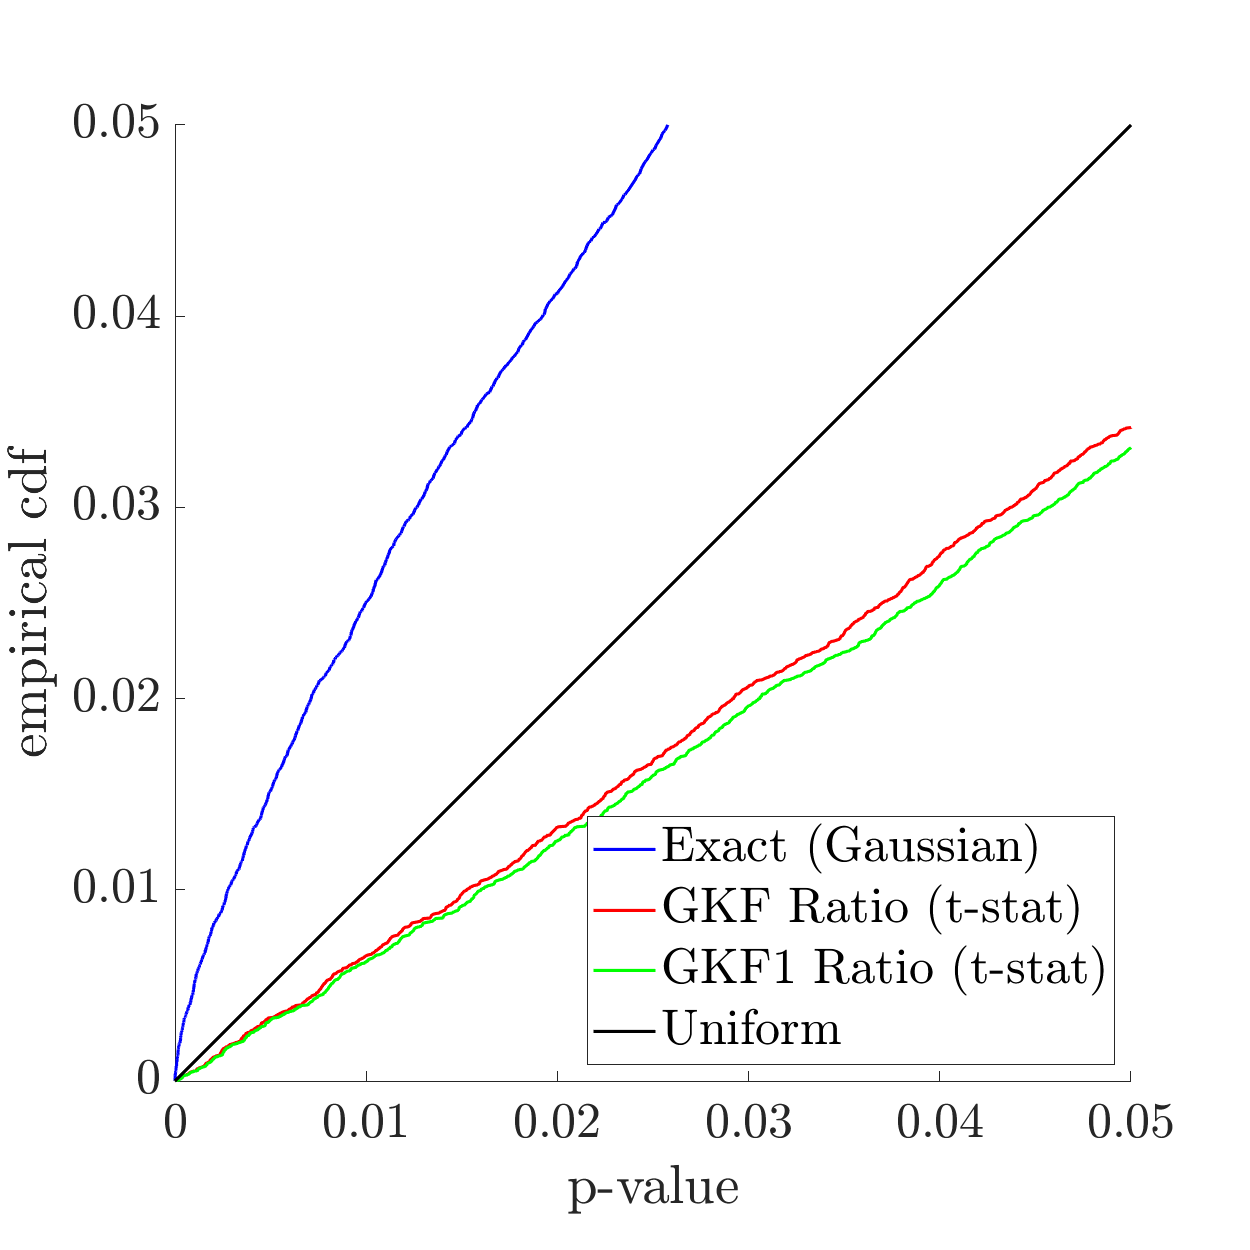 0.05
0.04
0.03
0.02
0.01
0
empirical cdf
Exact (Gaussian)
GKF Ratio (t-stat)
GKF1 Ratio (t-stat)
Uniform
0 0.01 0.02 0.03 0.04 0.05
p-value